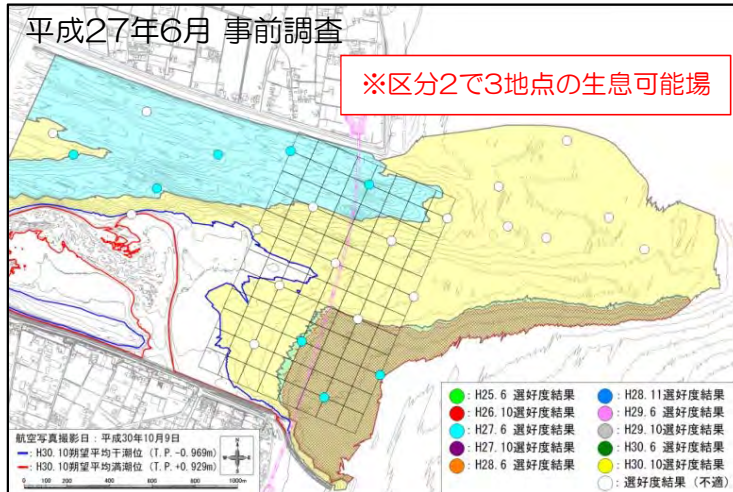 平成27年6月 事前調査
※区分2で3地点の生息可能場
: H25.6 選好度結果
: H26.10選好度結果
: H27.6 選好度結果
: H27.10選好度結果
: H28.6 選好度結果
: H28.11選好度結果
: H29.6 選好度結果
: H29.10選好度結果
: H30.6 選好度結果
: H30.10選好度結果
: 選好度結果（不適）
航空写真撮影日：平成30年10月9日
: H30.10朔望平均干潮位（T.P.-0.969m）
: H30.10朔望平均満潮位（T.P.+0.929m）
0 100 200 400 600 800 1000m